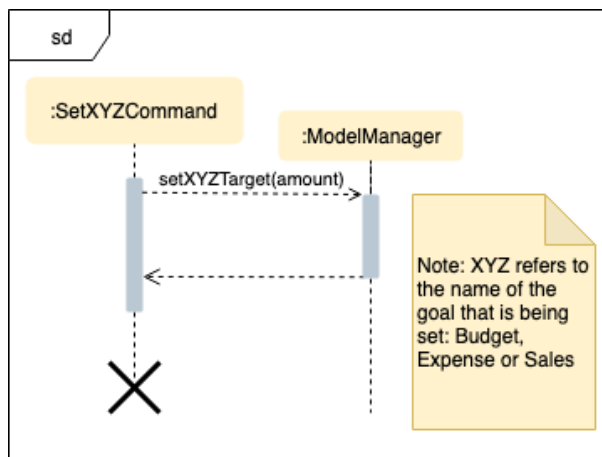 sd
:SetXYZCommand
:ModelManager
setXYZTarget(amount)
Note: XYZ refers to
the name of the
goal that is being
set: Budget,
Expense or Sales